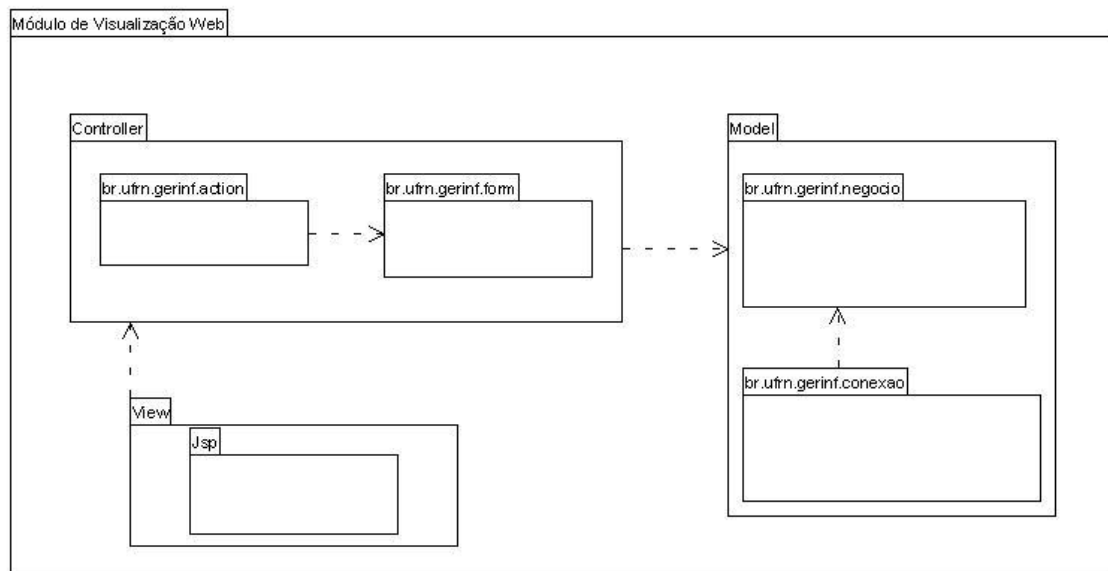 Módulo de Visualização Web
Controller
Model
br.ufrn.gerinf.action
br.ufrn.gerinf.form
br.ufrn.gerinf.negocio
br.ufrn.gerinf.conexao
View
Jsp